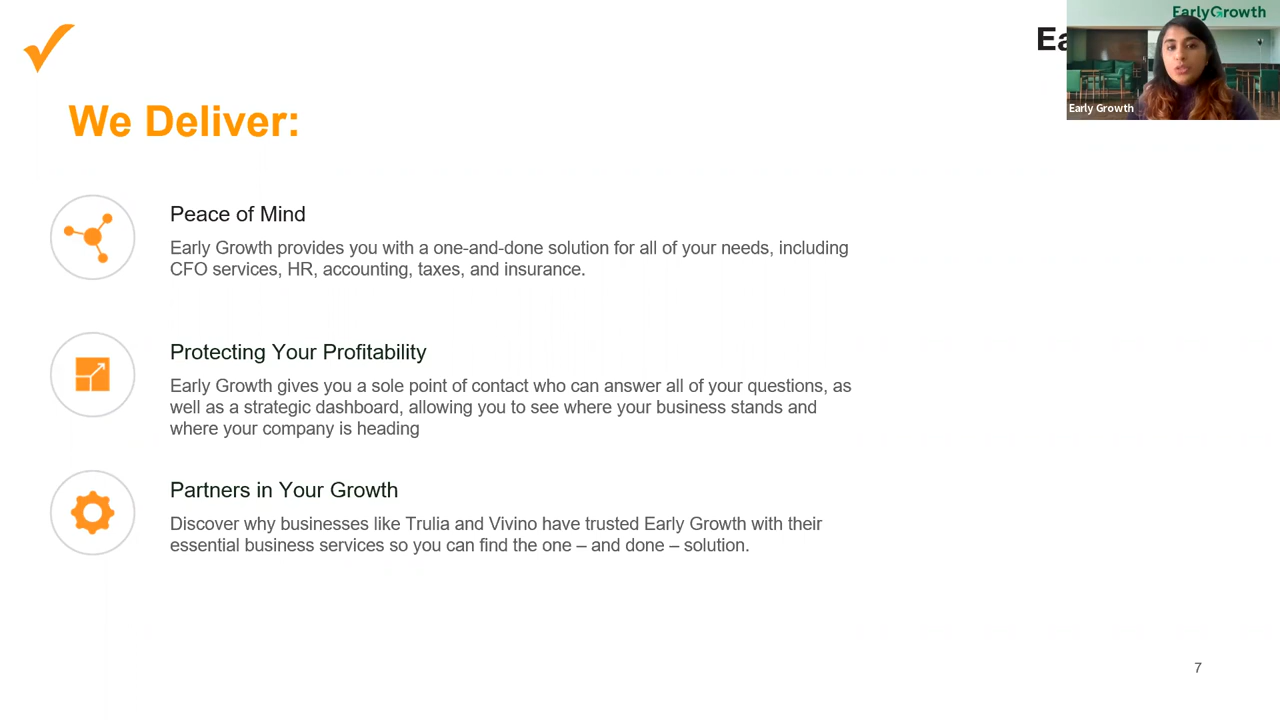 EarlyGrowth
Ea
Early Growth
We Deliver:
Peace of Mind
Early Growth provides you with a one-and-done solution for all of your needs, including
CFO services, HR, accounting, taxes, and insurance.
Protecting Your Profitability
Early Growth gives you a sole point of contact who can answer all of your questions, as
well as a strategic dashboard, allowing you to see where your business stands and
where your company is heading
Partners in Your Growth
Discover why businesses like Trulia and Vivino have trusted Early Growth with their
essential business services so you can find the one – and done – solution.
7